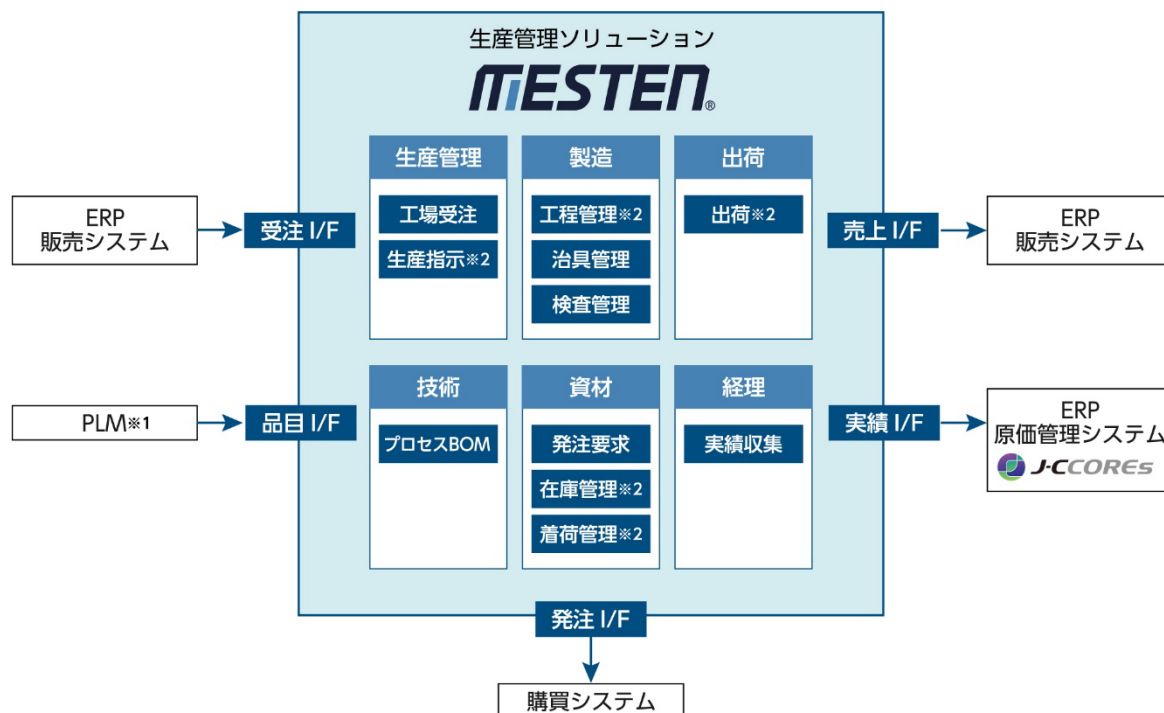 生産管理ソリューション
MESTEN®
生産管理
製造
出荷
工場受注
工程管理※2
出荷※2
生産指示※2
治具管理
検査管理
ERP
販売システム
受注 I/F
売上 I/F
ERP
販売システム
技術
資材
経理
プロセスBOM
発注要求
実績収集
在庫管理※2
着荷管理※2
PLM※1
品目 I/F
実績 I/F
ERP
原価管理システム
J-CCOREs
発注 I/F
購買システム